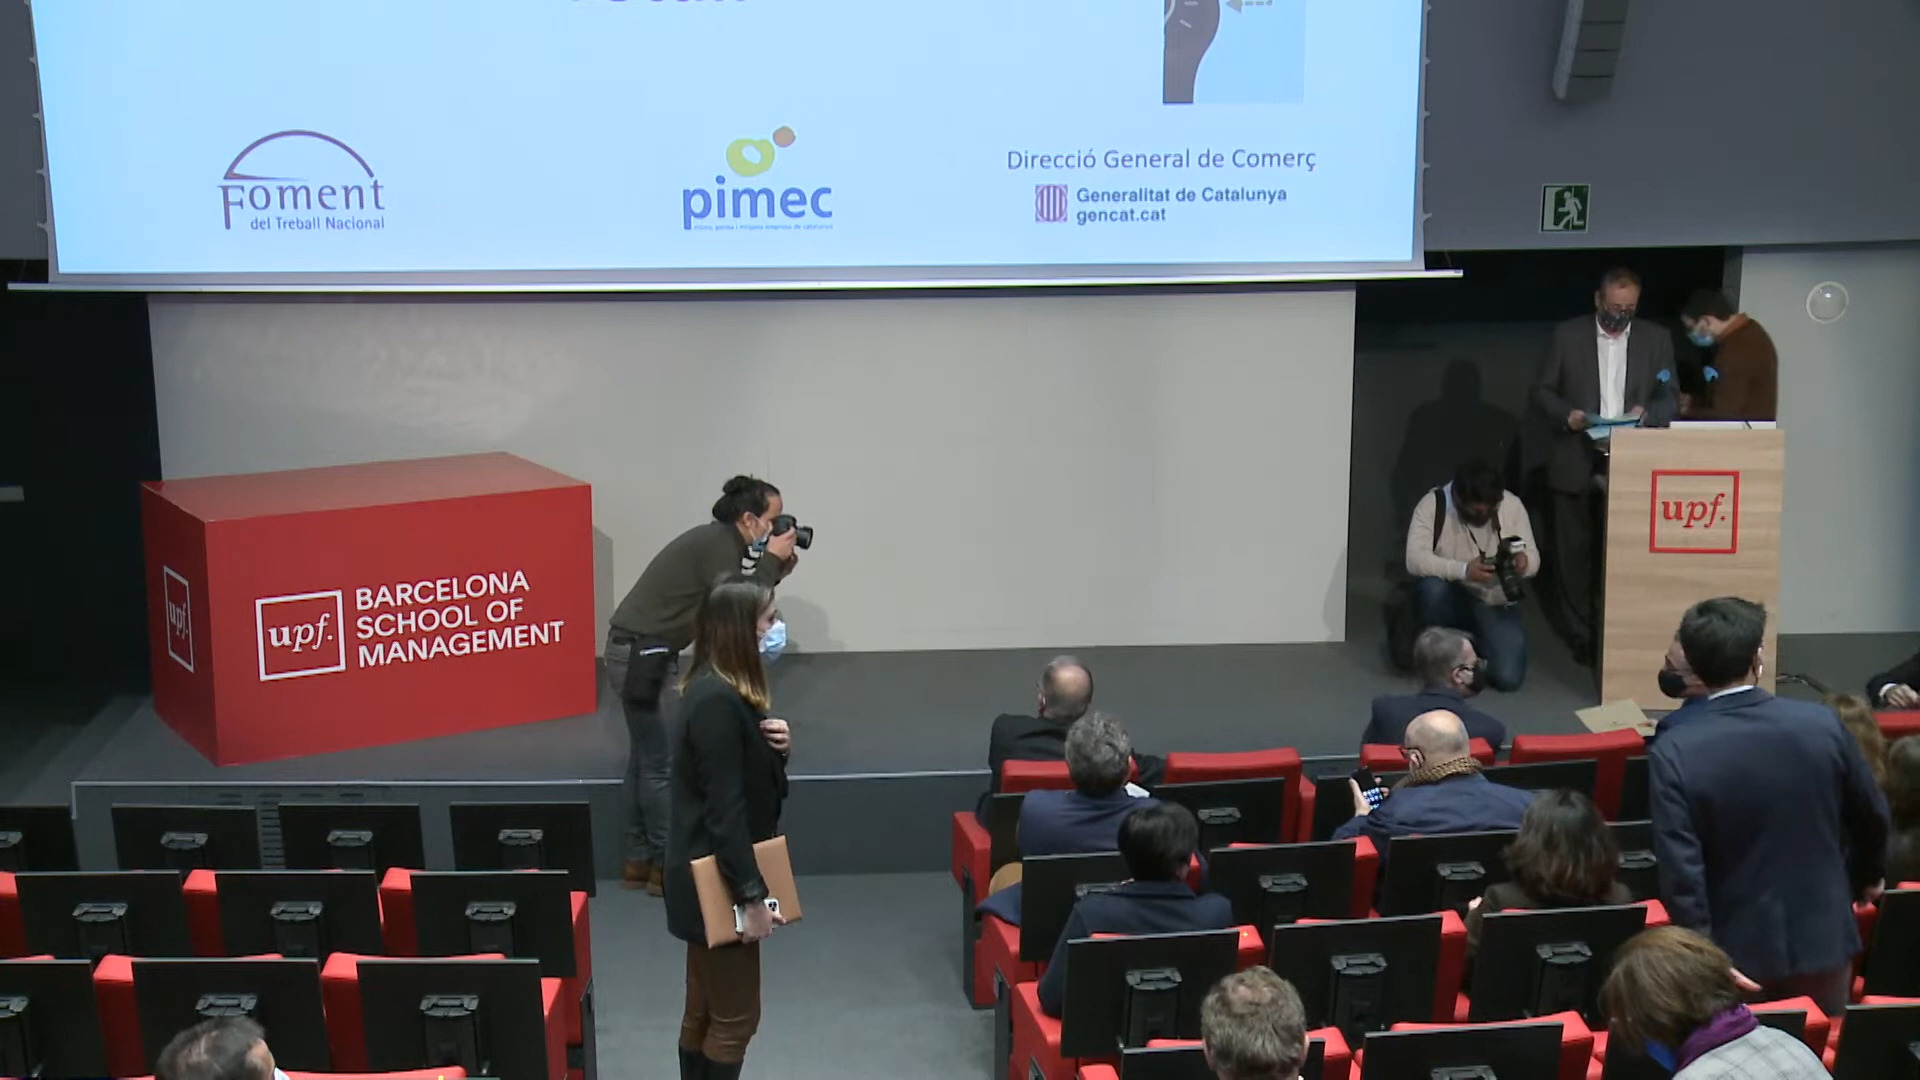 Foment
del Treball Nacional
pimec
Direcció General de Comerç
Generalitat de Catalunya
gencat.cat
upf.
upf.
upf.
BARCELONA
SCHOOL OF
MANAGEMENT